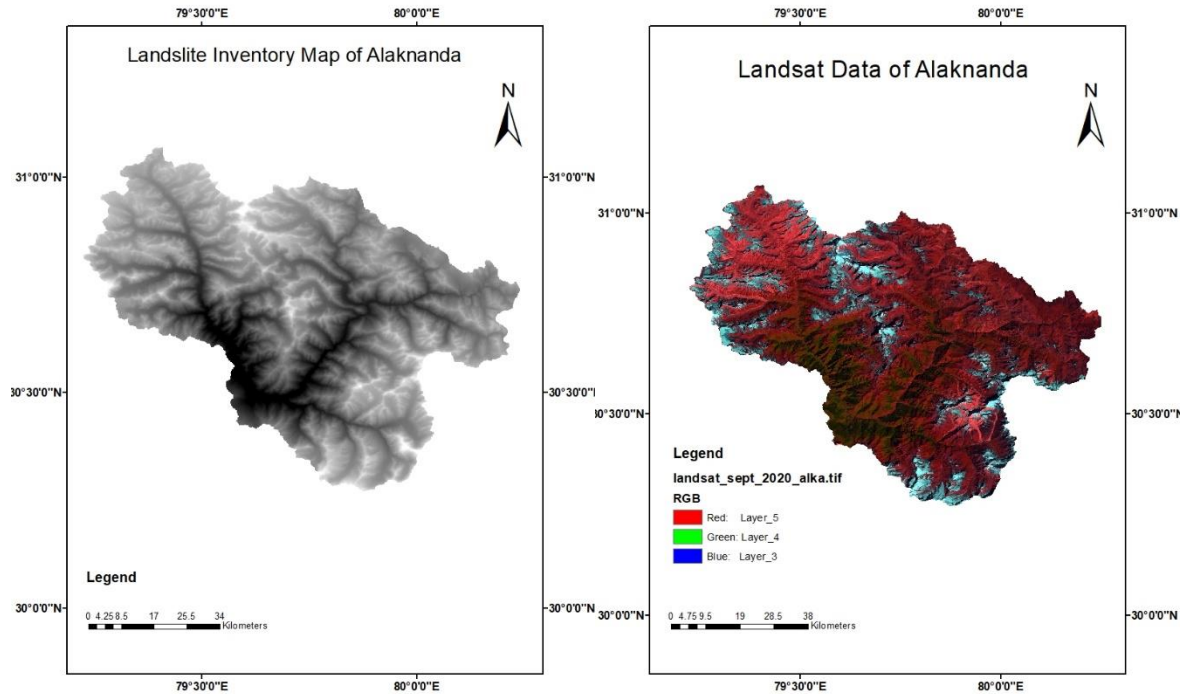 79°30'0"E 80°0'0"E
Landslite Inventory Map of Alaknanda
N
31°0'0"N
30°30'0"N
30°0'0"N
31°0'0"N
30°30'0"N
30°0'0"N
Legend
0 4.25 8.5 17 25.5 34
Kilometers
79°30'0"E 80°0'0"E
79°30'0"E 80°0'0"E
Landsat Data of Alaknanda
N
31°0'0"N
0°30'0"N
30°0'0"N
31°0'0"N
30°30'0"N
30°0'0"N
Legend
landsat_sept_2020_alka.tif
RGB
Red: Layer_5
Green: Layer_4
Blue: Layer_3
0 4.75 9.5 19 28.5 38
Kilometers
79°30'0"E 80°0'0"E